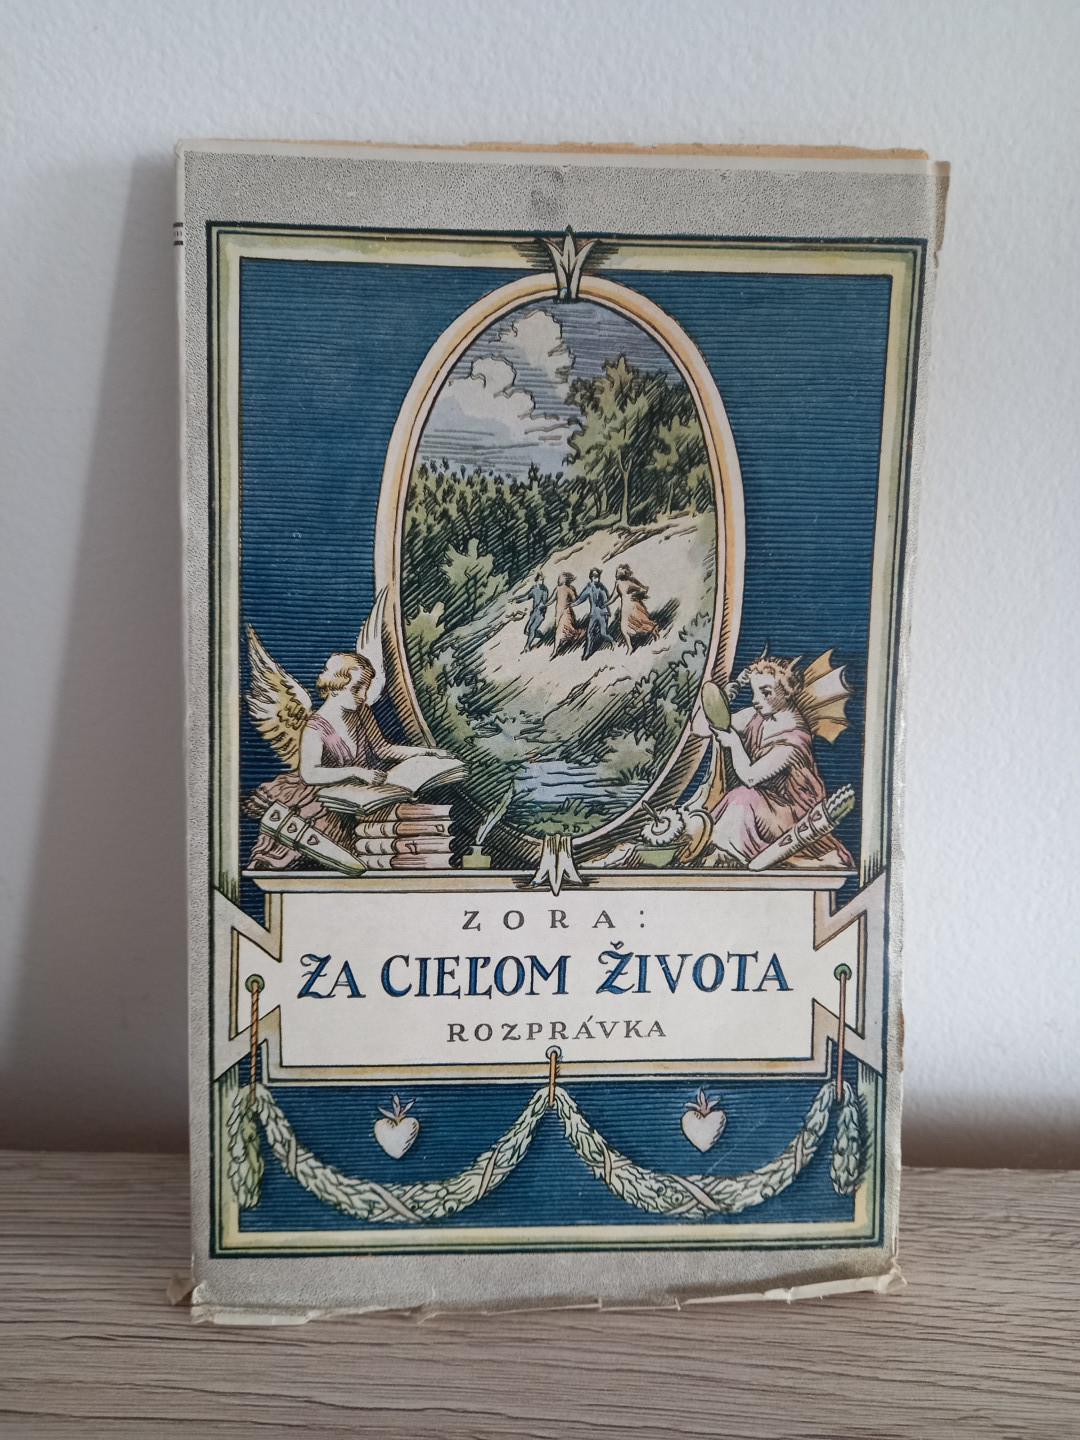 P.D.
ZORA:
ZA CIEĽOM ŽIVOTA
ROZPRÁVKA